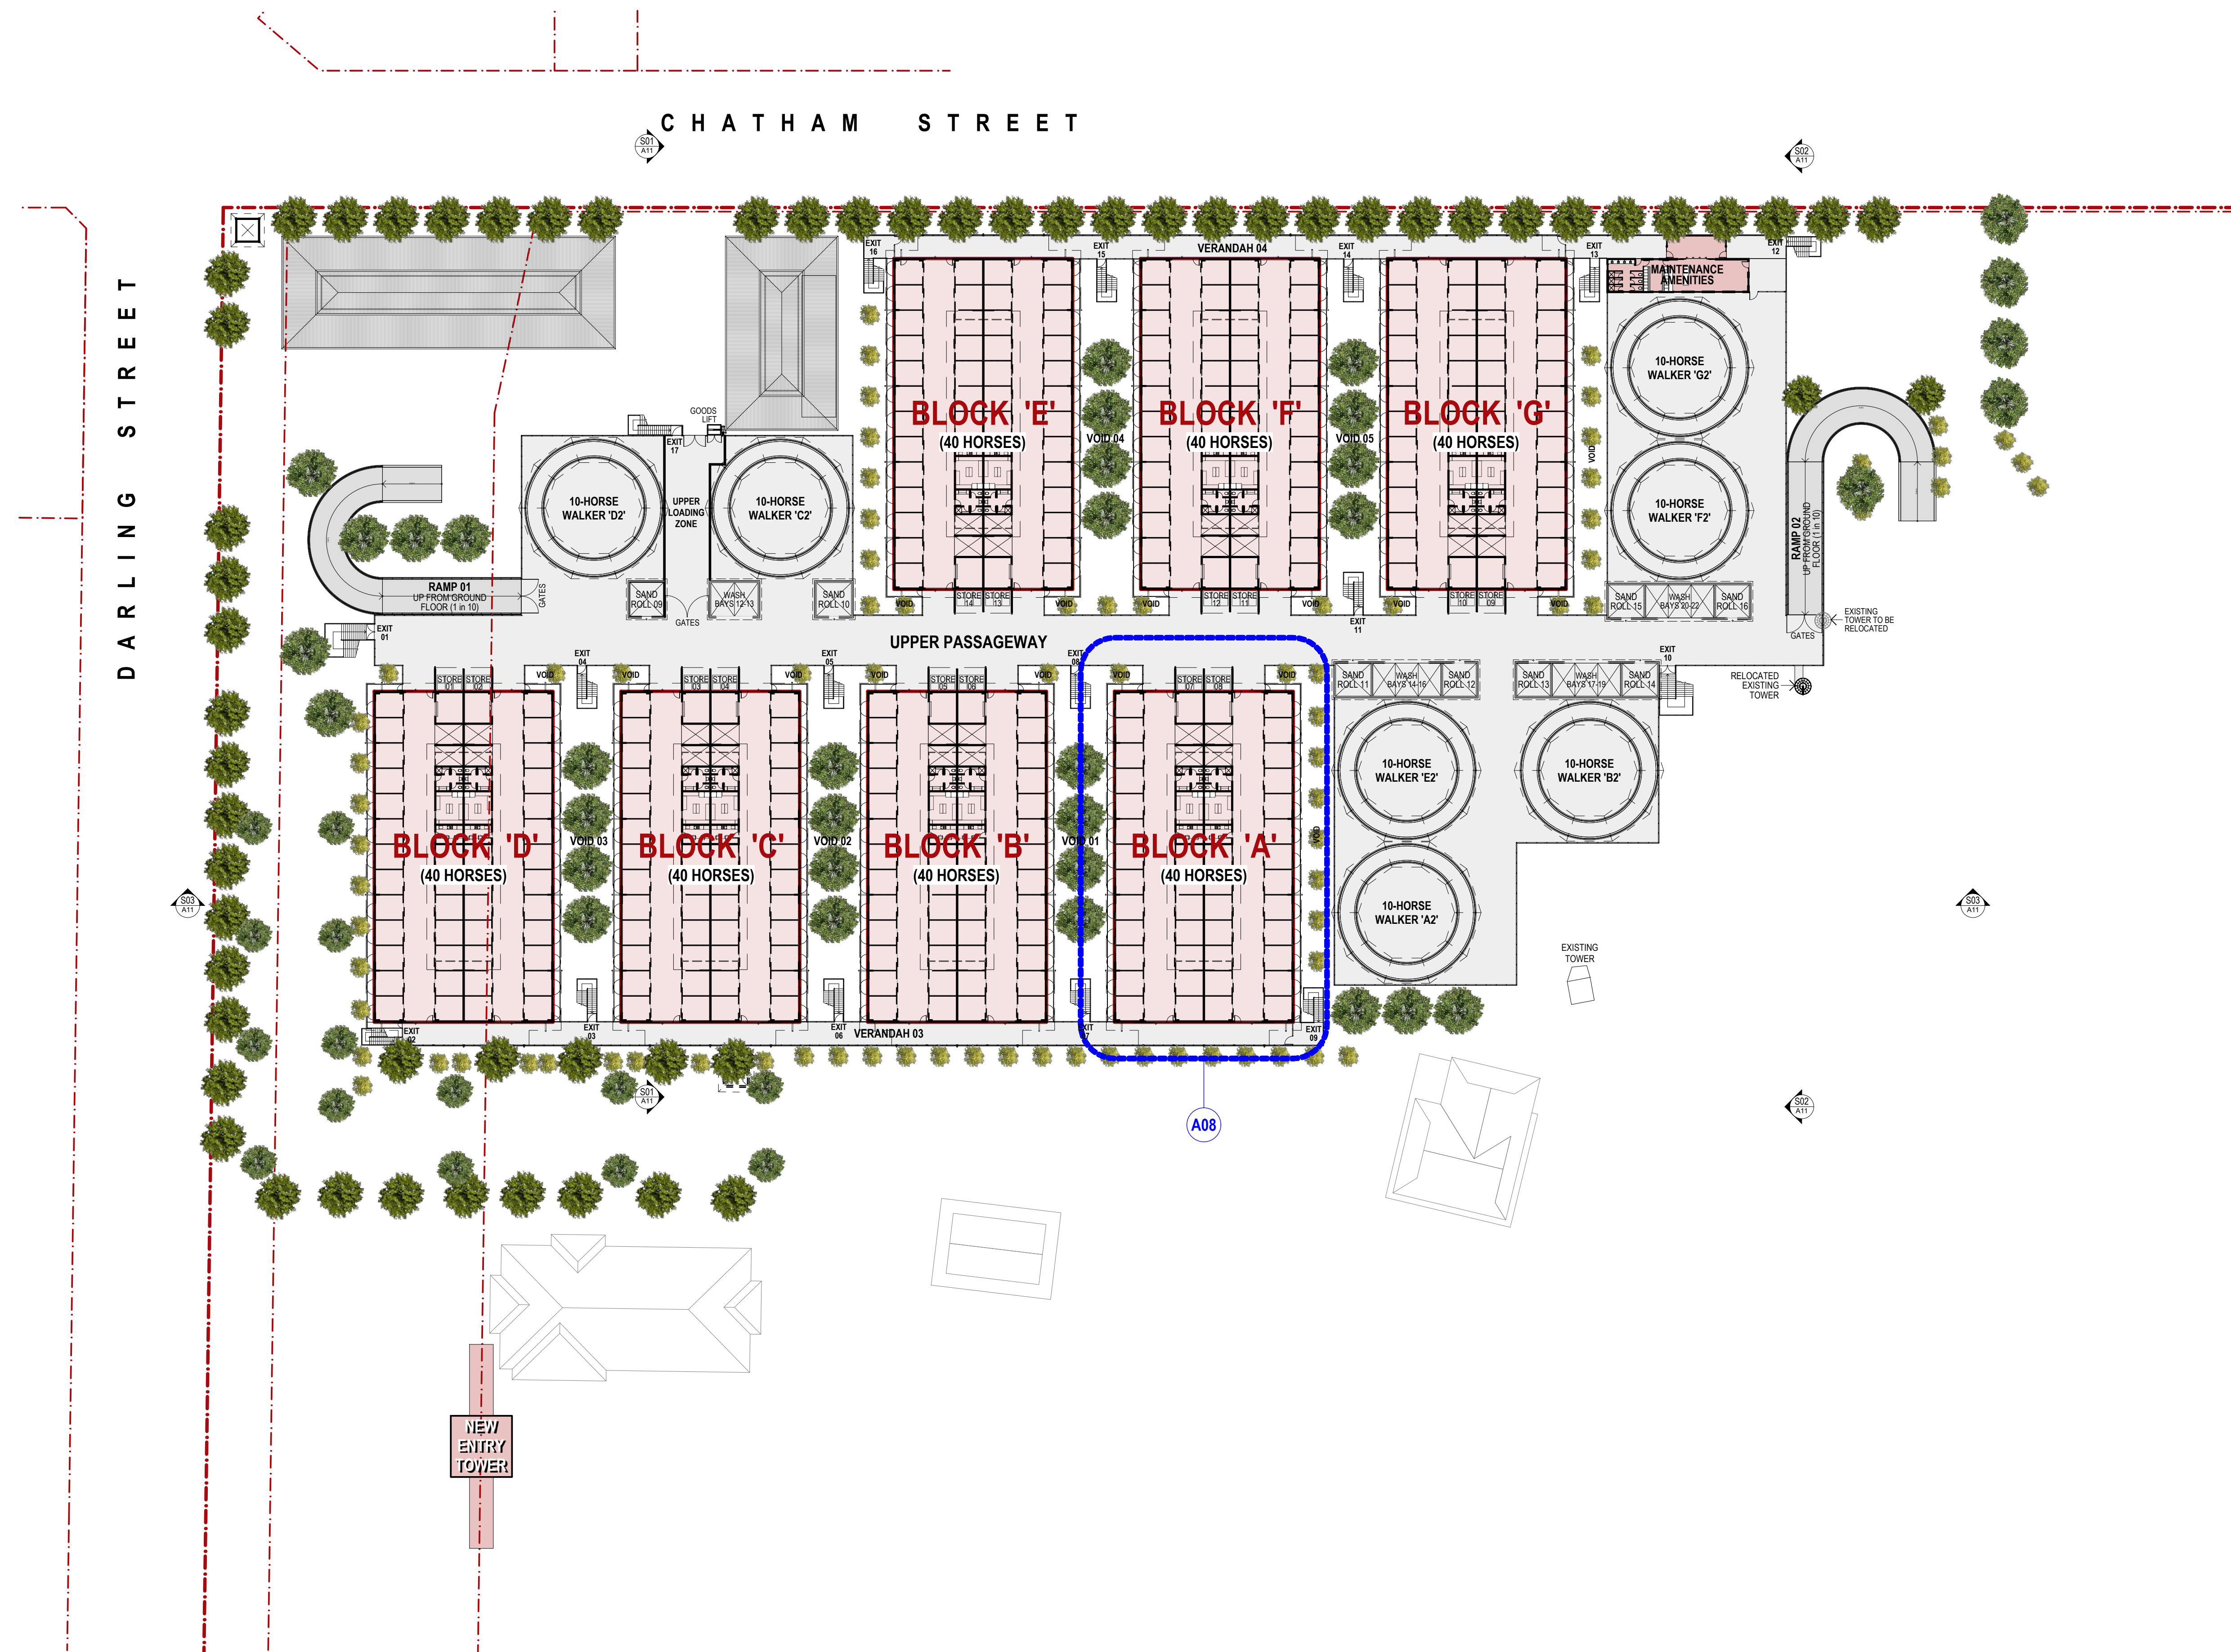 CHATHAM STREET
S01
A11
S02
A11
DARLING STREET
EXIT
16
EXIT
15
VERANDAH 04
EXIT
14
EXIT
13
EXIT
12
MAINTENANCE
AMENITIES
10-HORSE
WALKER 'G2'
BLOCK 'E'
(40 HORSES)
VOID 04
BLOCK 'F'
(40 HORSES)
VOID 05
BLOCK 'G'
(40 HORSES)
VOID
GOODS
LIFT
EXIT
17
10-HORSE
WALKER 'D2'
UPPER
LOADING
ZONE
10-HORSE
WALKER 'C2'
10-HORSE
WALKER 'F2'
RAMP 02
UP FROM GROUND
FLOOR (1 in 10)
RAMP 01
UP FROM GROUND
FLOOR (1 in 10)
GATES
SAND
ROLL 09
WASH
BAYS 12-13
SAND
ROLL 10
GATES
VOID
STORE
14
STORE
13
VOID
VOID
STORE
12
STORE
11
VOID
VOID
STORE
10
STORE
09
VOID
SAND
ROLL 15
WASH
BAYS 20-22
SAND
ROLL 16
EXISTING
TOWER TO BE
RELOCATED
GATES
EXIT
01
EXIT
11
UPPER PASSAGEWAY
EXIT
04
EXIT
05
EXIT
08
EXIT
10
STORE
01
STORE
02
VOID
VOID
STORE
03
STORE
04
VOID
VOID
STORE
05
STORE
06
VOID
VOID
STORE
07
STORE
08
VOID
SAND
ROLL 11
WASH
BAYS 14-16
SAND
ROLL 12
SAND
ROLL 13
WASH
BAYS 17-19
SAND
ROLL 14
RELOCATED
EXISTING
TOWER
10-HORSE
WALKER 'E2'
10-HORSE
WALKER 'B2'
BLOCK 'D'
(40 HORSES)
VOID 03
BLOCK 'C'
(40 HORSES)
VOID 02
BLOCK 'B'
(40 HORSES)
VOID 01
BLOCK 'A'
(40 HORSES)
VOID
10-HORSE
WALKER 'A2'
S03
A11
S03
A11
EXISTING
TOWER
EXIT
02
EXIT
03
EXIT
06
VERANDAH 03
EXIT
09
S01
A11
A08
S02
A11
NEW
ENTRY
TOWER